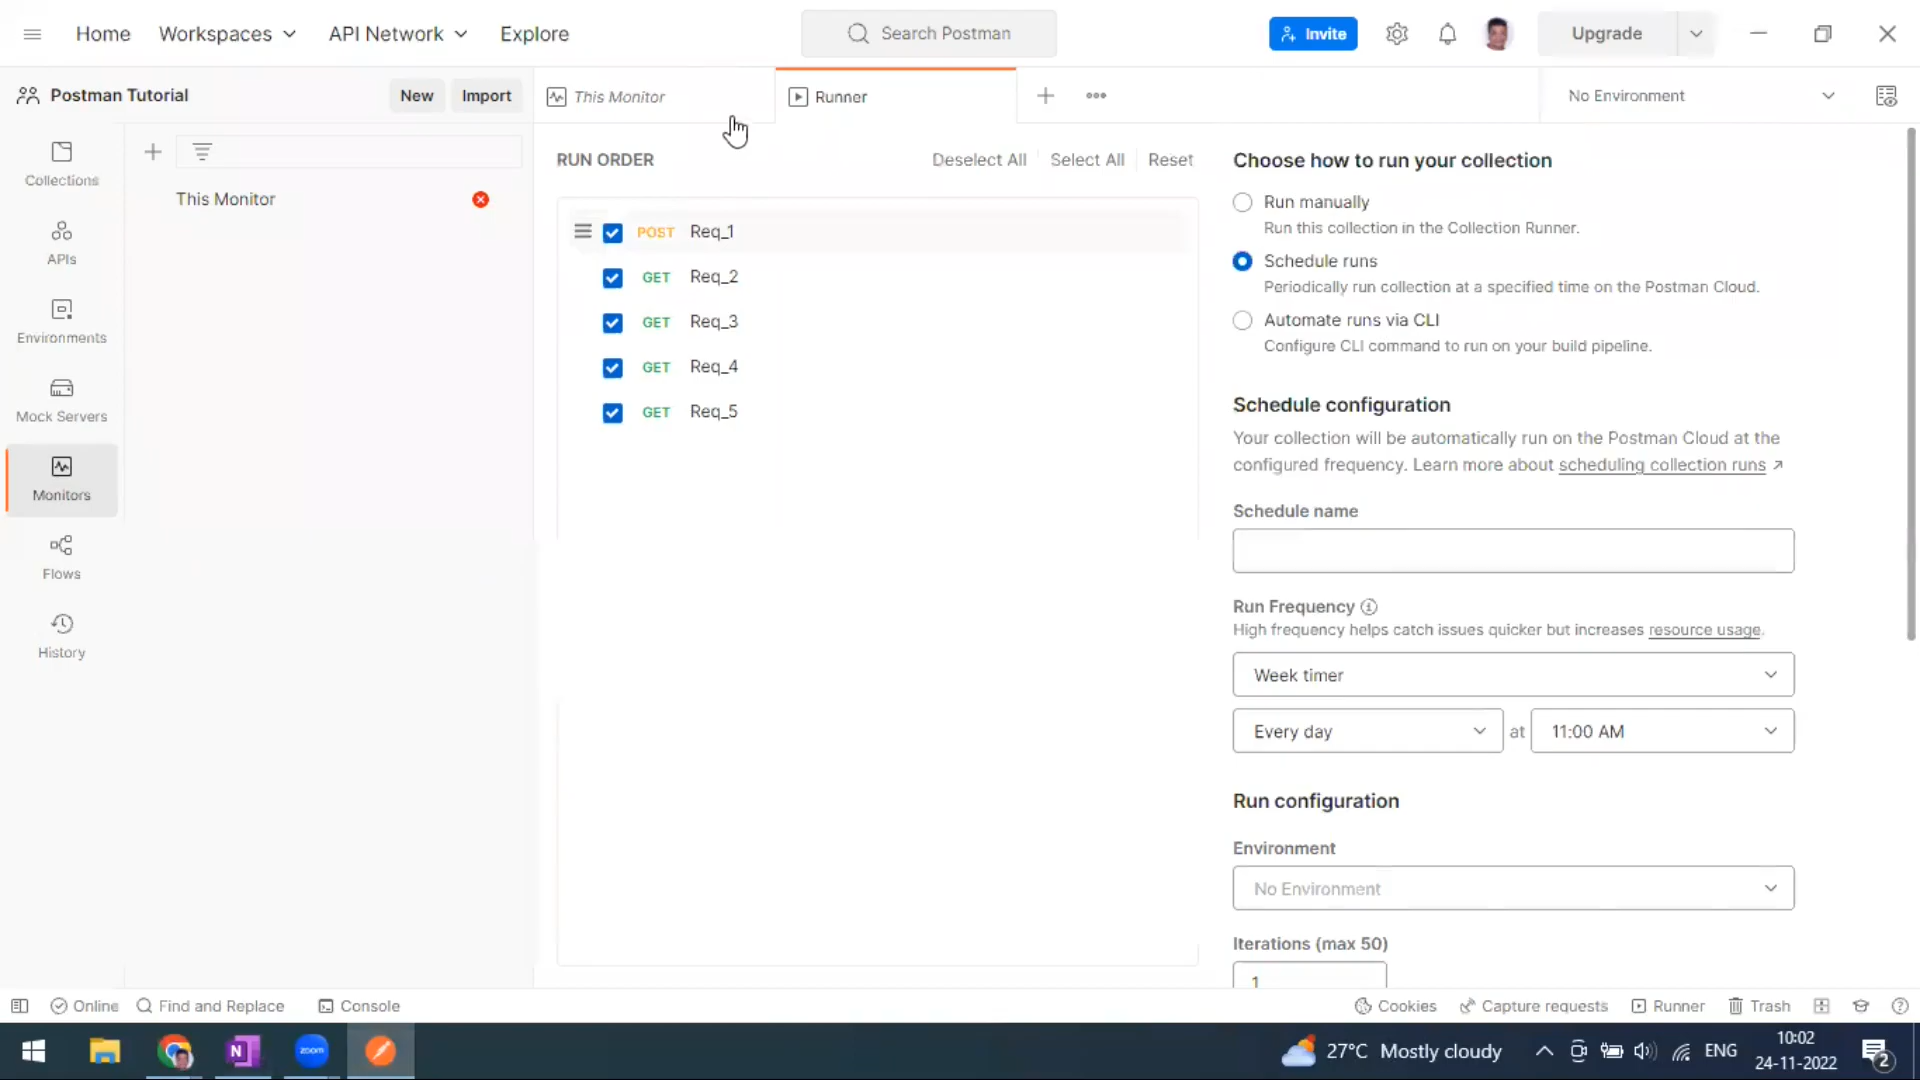 Home Workspaces API Network Explore Search Postman Invite Upgrade
Postman Tutorial New Import This Monitor Runner No Environment
Collections
APIs
Environments
Mock Servers
Monitors
Flows
History
This Monitor
RUN ORDER Deselect All Select All Reset
POST Req_1
GET Req_2
GET Req_3
GET Req_4
GET Req_5
Choose how to run your collection
Run manually
Run this collection in the Collection Runner.
Schedule runs
Periodically run collection at a specified time on the Postman Cloud.
Automate runs via CLI
Configure CLI command to run on your build pipeline.
Schedule configuration
Your collection will be automatically run on the Postman Cloud at the
configured frequency. Learn more about scheduling collection runs
Schedule name
Run Frequency
High frequency helps catch issues quicker but increases resource usage.
Week timer
Every day at 11:00 AM
Run configuration
Environment
No Environment
Iterations (max 50)
1
Online Find and Replace Console Cookies Capture requests Runner Trash
N zoom 27°C Mostly cloudy ENG 10:02
24-11-2022 2